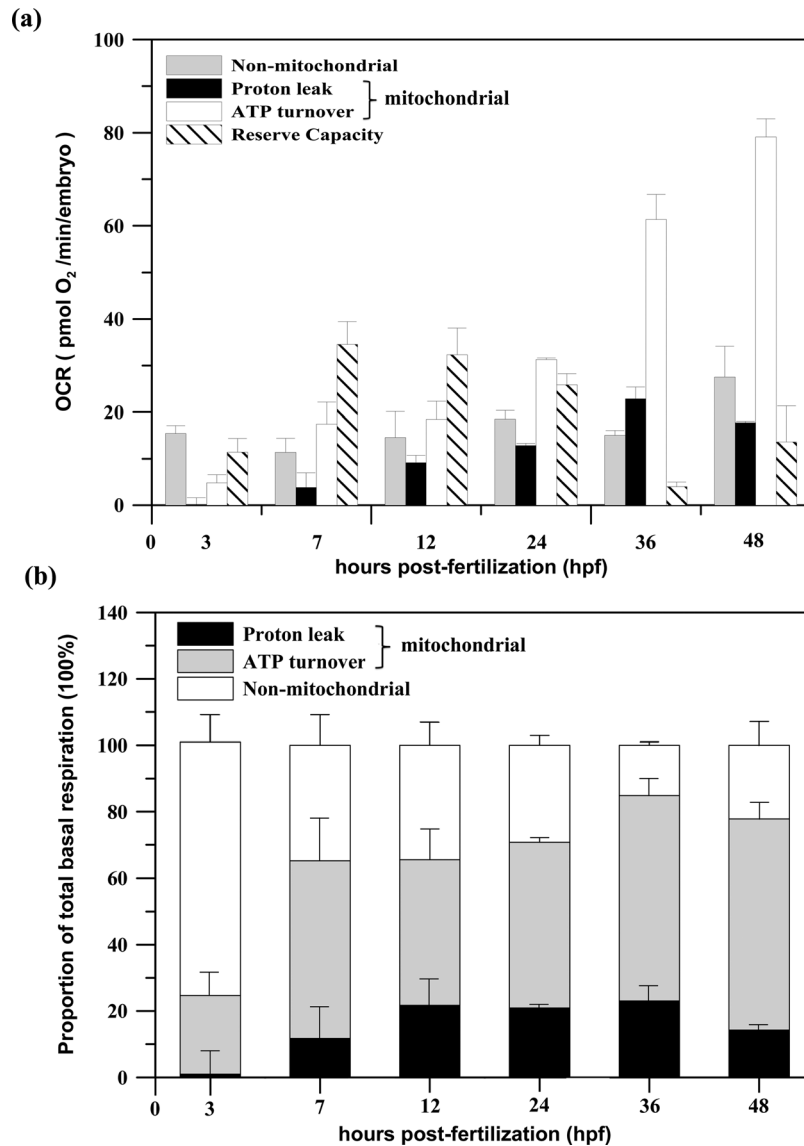 (a)
100
80
60
40
20
0
OCR ( pmol O₂ /min/embryo)
Non-mitochondrial
Proton leak
ATP turnover
mitochondrial
Reserve Capacity
0 3 7 12 24 36 48
hours post-fertilization (hpf)
(b)
140
120
100
80
60
40
20
0
Proportion of total basal respiration (100%)
Proton leak
ATP turnover
mitochondrial
Non-mitochondrial
0 3 7 12 24 36 48
hours post-fertilization (hpf)